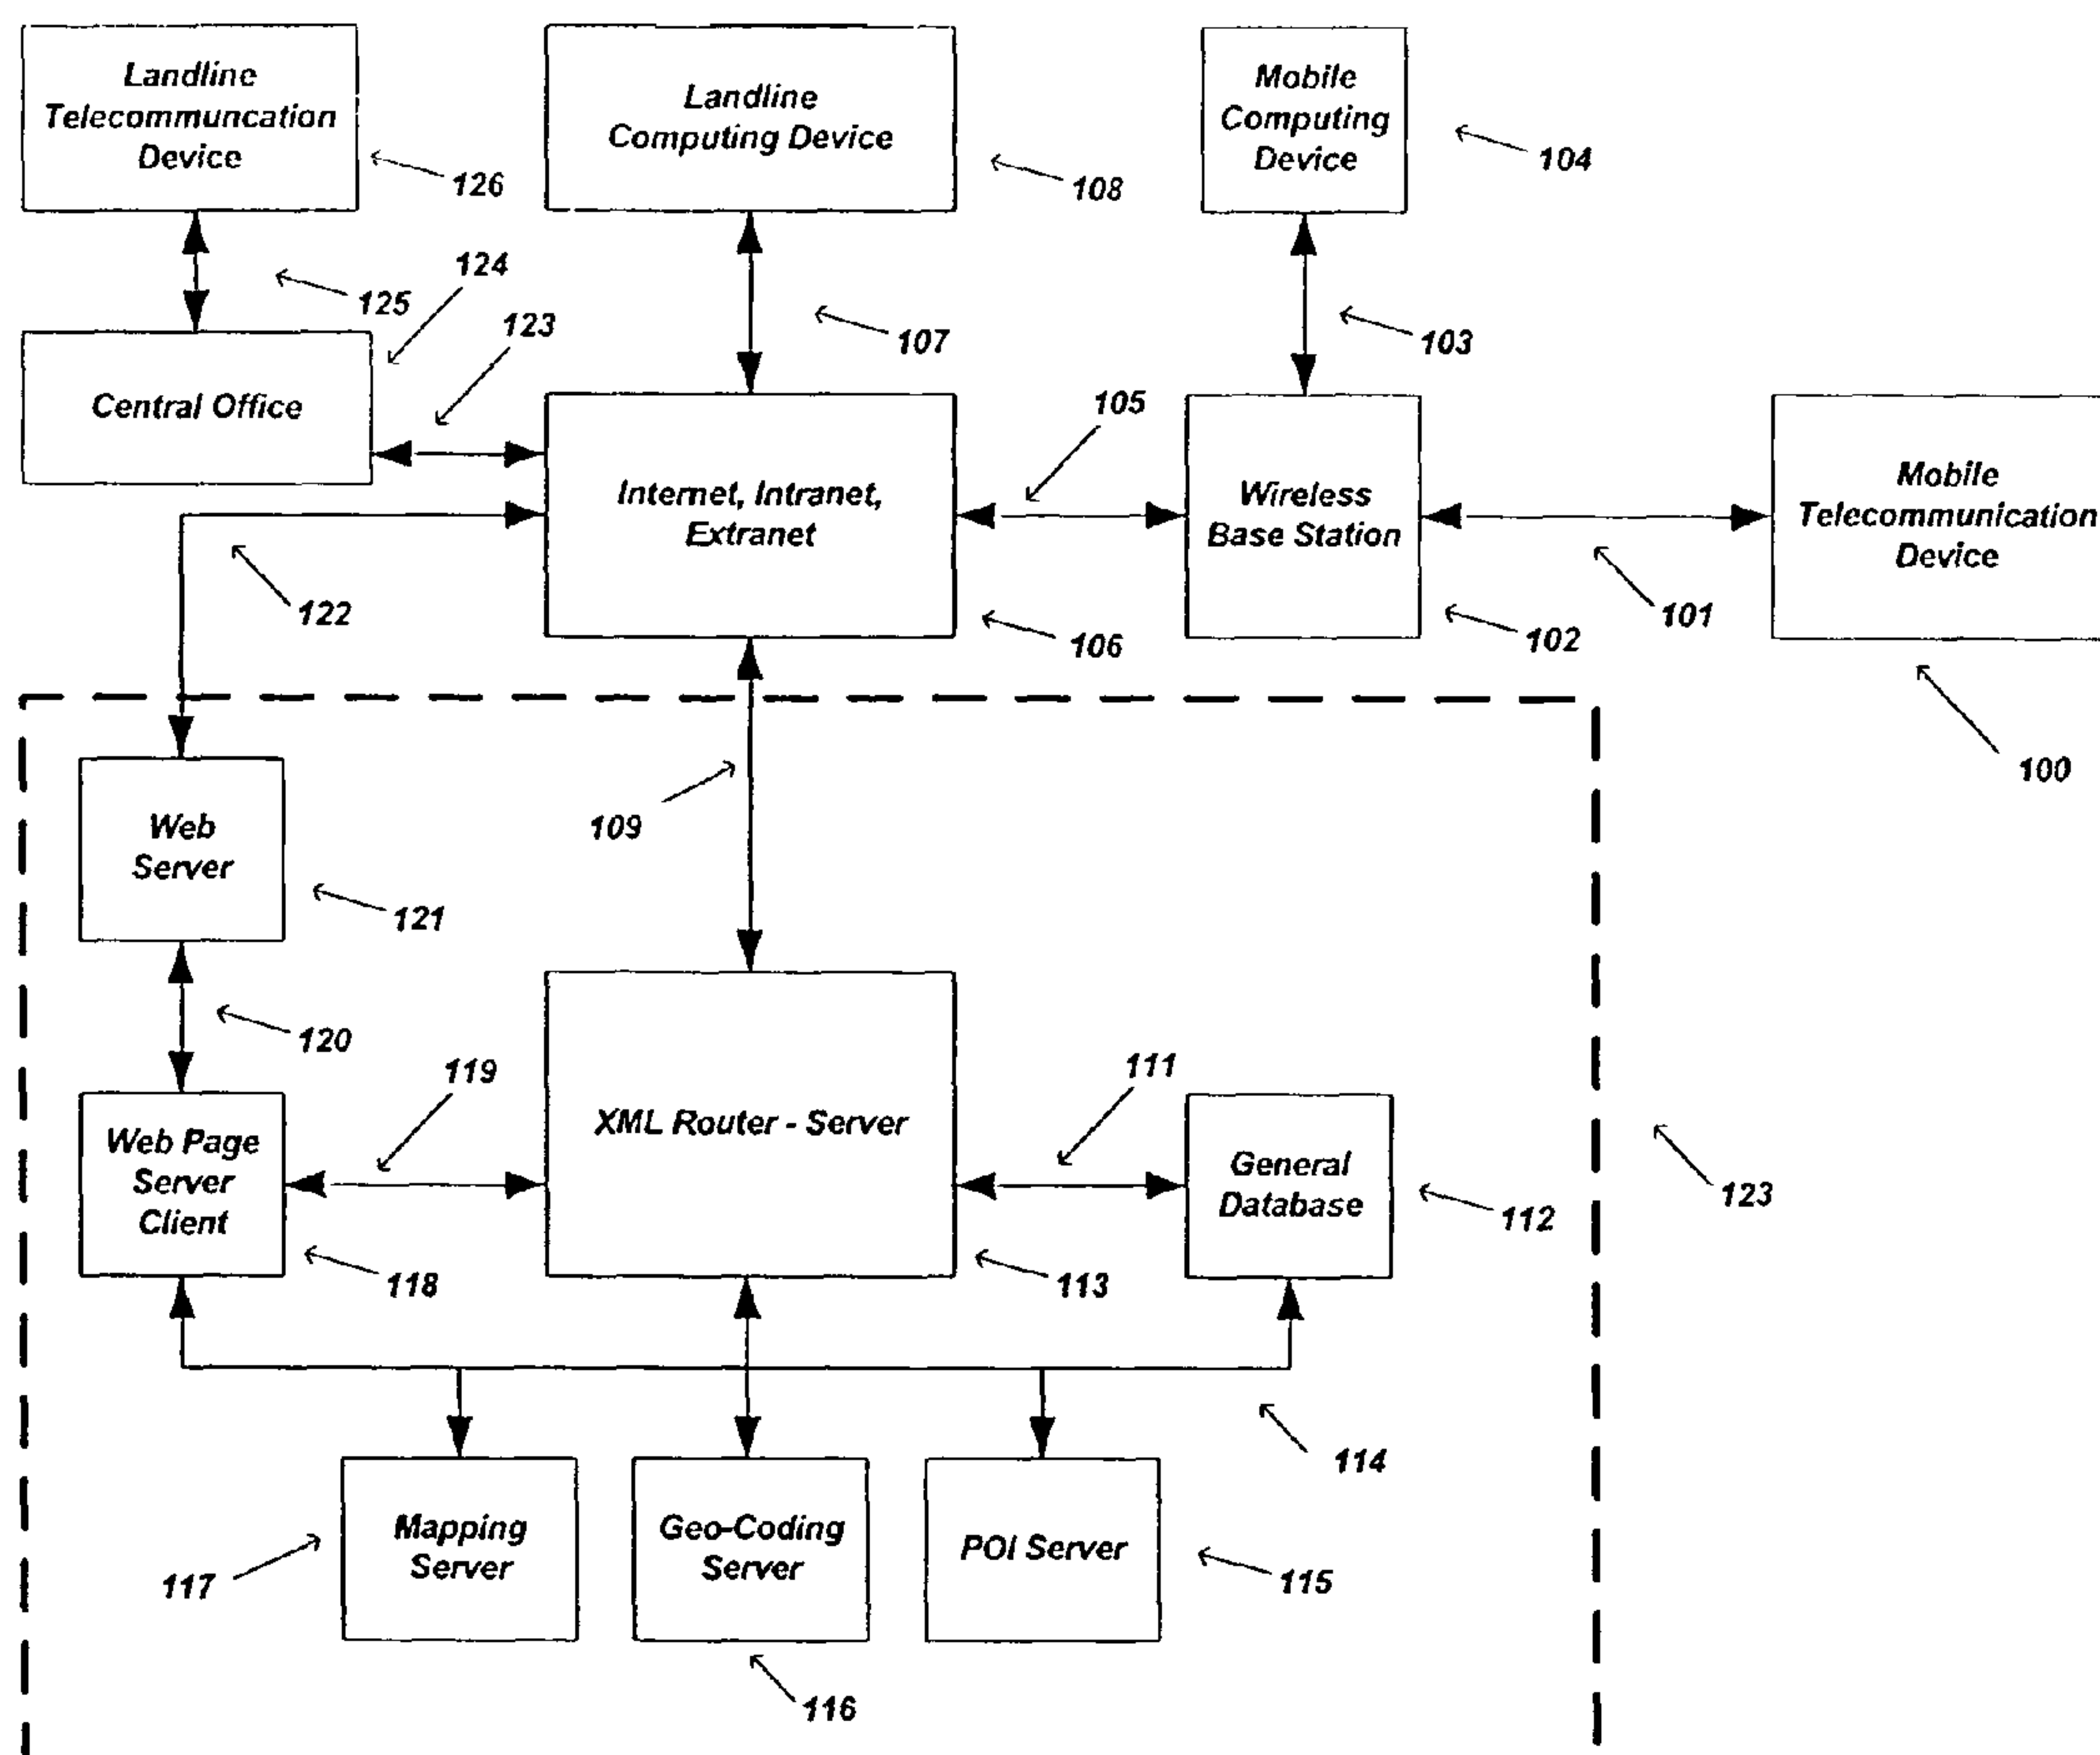 Landline
Telecommuncation
Device
126
Landline
Computing Device
108
Mobile
Computing
Device
104
125
124
123
107
103
Central Office
105
Internet, Intranet,
Extranet
Wireless
Base Station
Mobile
Telecommunication
Device
122
106
102
101
100
109
Web
Server
121
120
119
XML Router - Server
111
General
Database
123
112
Web Page
Server
Client
118
113
114
Mapping
Server
Geo-Coding
Server
POI Server
117
115
116